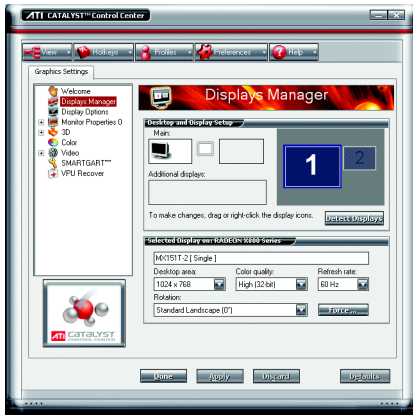 ATI CATALYST™ Control Center
View Hotkeys Profiles Preferences Help
Graphics Settings
Welcome
Displays Manager
Display Options
Monitor Properties 0
3D
Color
Video
SMARTGART™
VPU Recover
ATI CATALYST
CONTROL CENTER
Displays Manager
Desktop and Display Setup
Main:
Additional displays:
1 2
To make changes, drag or right-click the display icons.
Detect Displays
Selected Display on: RADEON X800 Series
MX151T-2 [ Single ]
Desktop area: Color quality: Refresh rate:
1024 x 768 High (32-bit) 60 Hz
Rotation:
Standard Landscape (0°) Force ...
Done Apply Discard Defaults